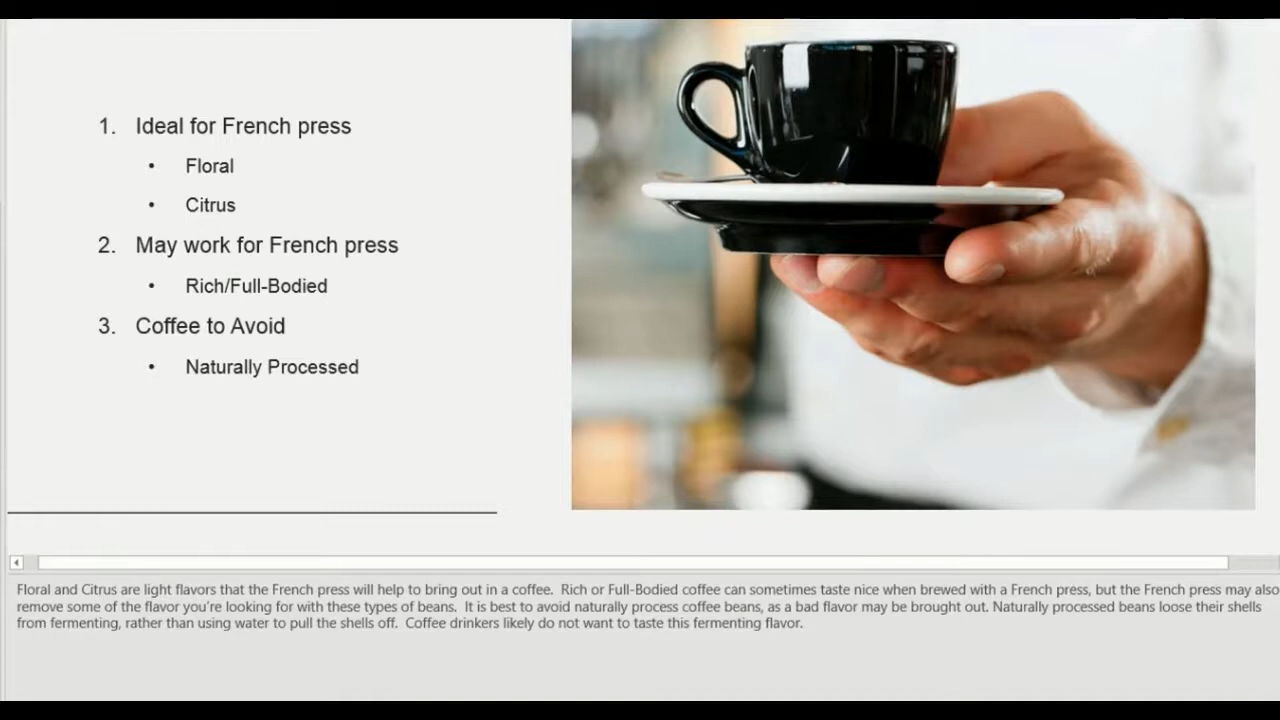 1. Ideal for French press
• Floral
• Citrus
2. May work for French press
• Rich/Full-Bodied
3. Coffee to Avoid
• Naturally Processed
Floral and Citrus are light flavors that the French press will help to bring out in a coffee.  Rich or Full-Bodied coffee can sometimes taste nice when brewed with a French press, but the French press may also
remove some of the flavor you're looking for with these types of beans.  It is best to avoid naturally process coffee beans, as a bad flavor may be brought out. Naturally processed beans loose their shells
from fermenting, rather than using water to pull the shells off.  Coffee drinkers likely do not want to taste this fermenting flavor.